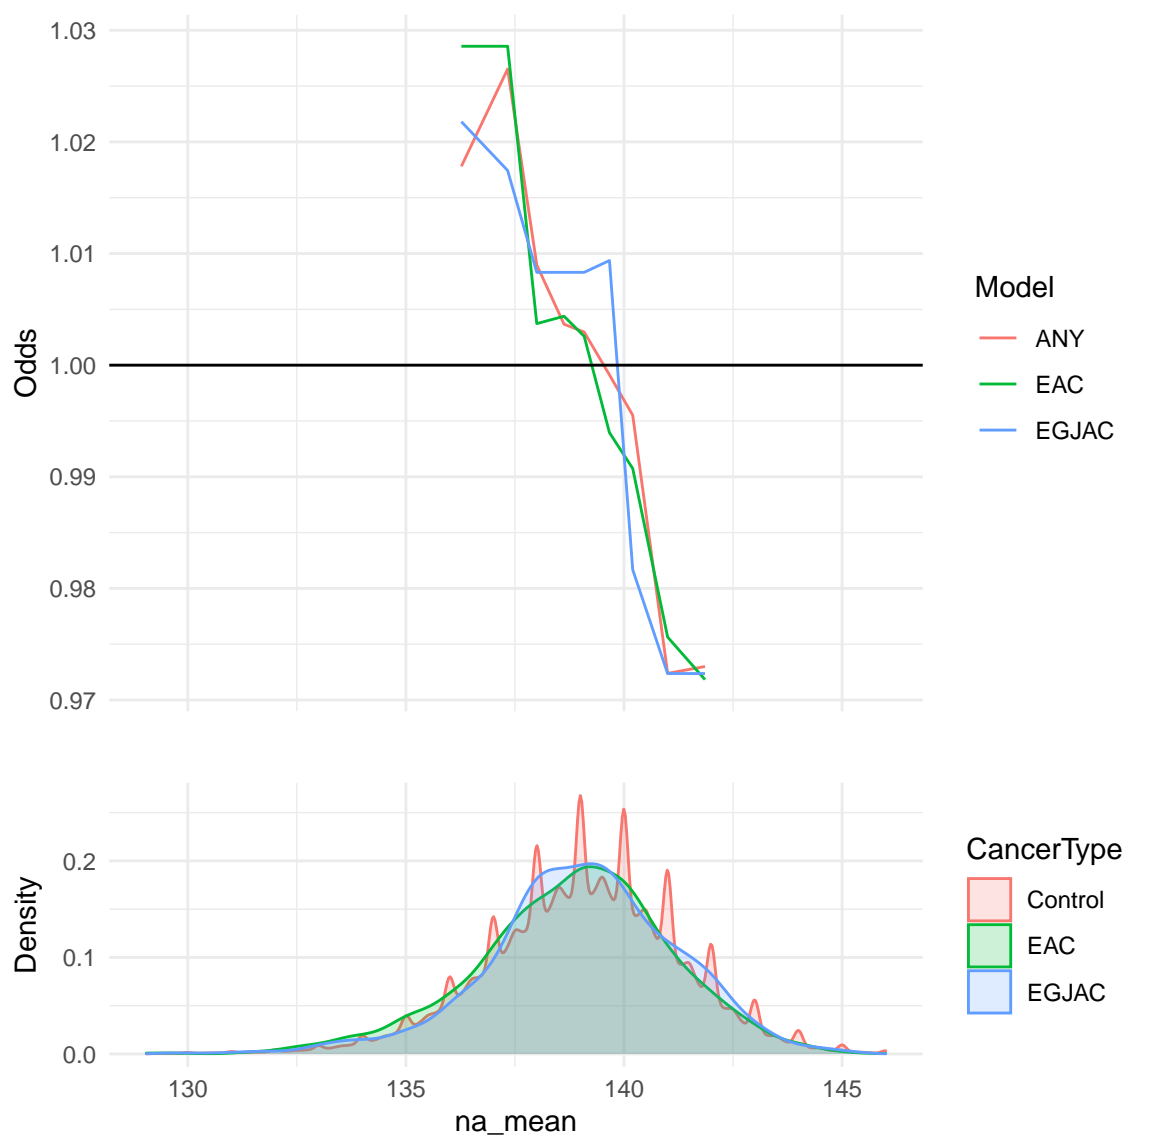 1.03
1.02
1.01
1.00
0.99
0.98
0.97
Odds
Model
ANY
EAC
EGJAC
0.2
0.1
0.0
Density
130 135 140 145
na_mean
CancerType
Control
EAC
EGJAC